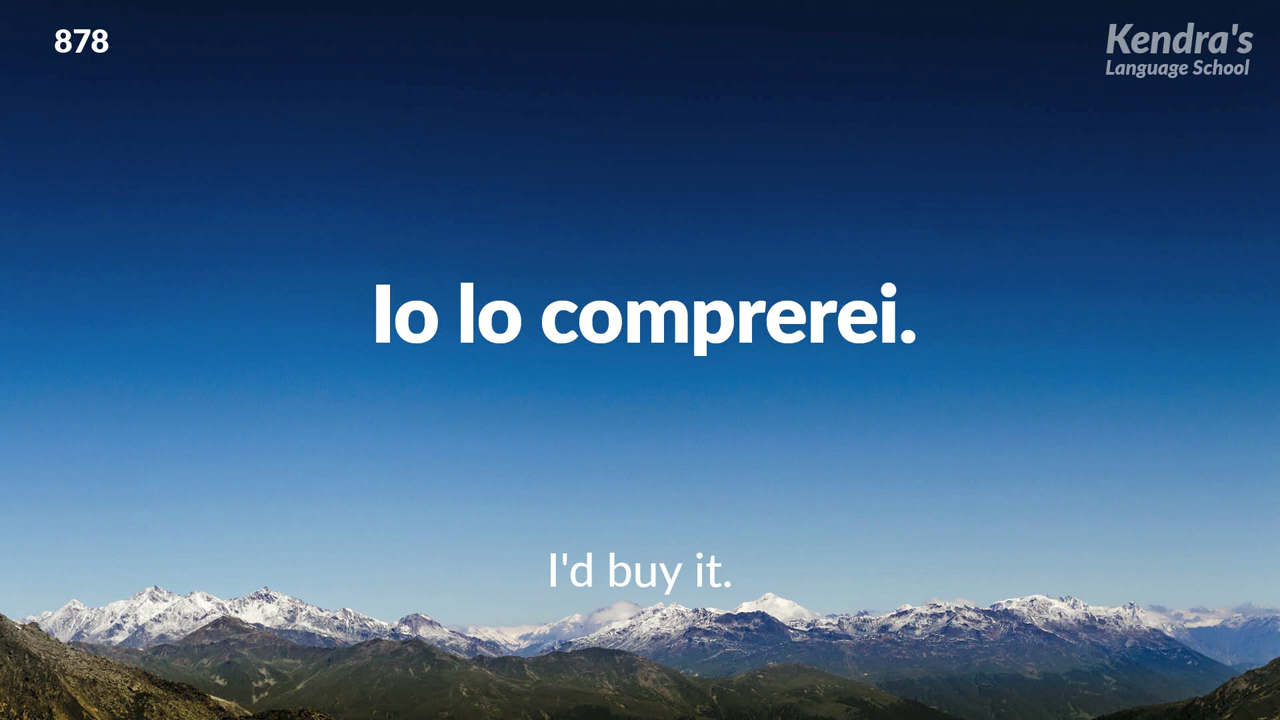 878
Kendra's
Language School
Io lo comprerei.
I'd buy it.